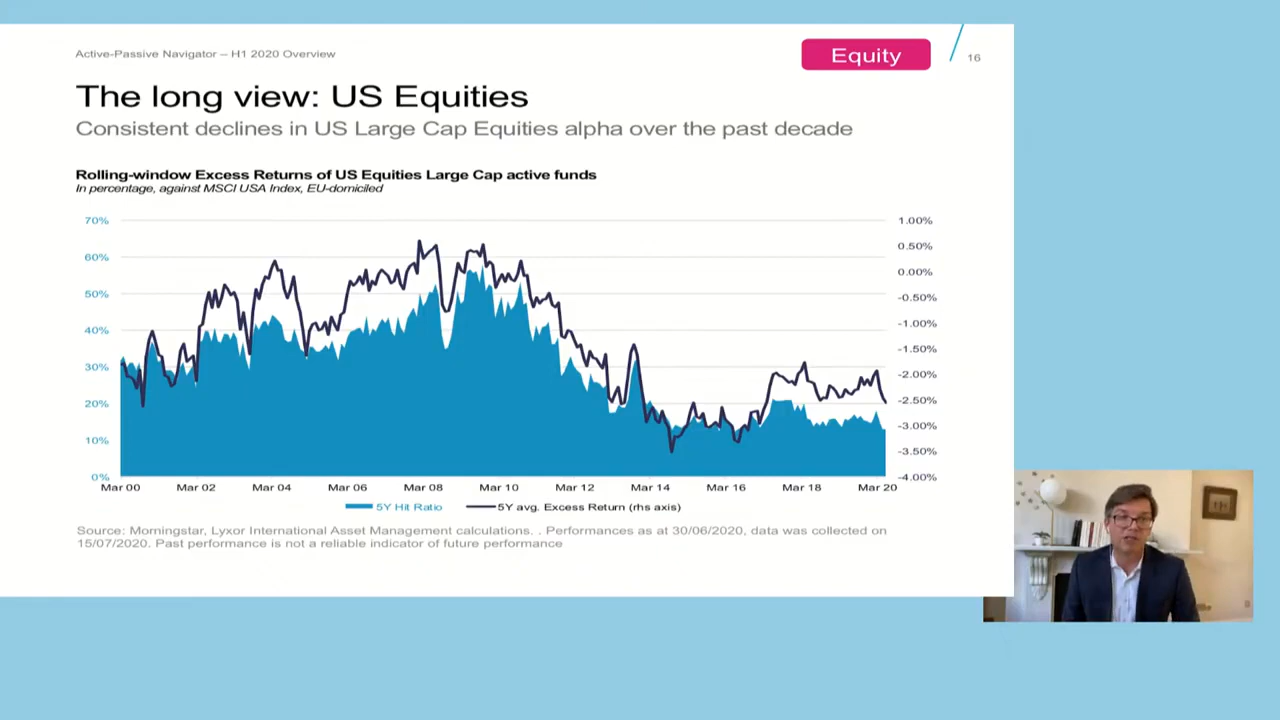 Active-Passive Navigator – H1 2020 Overview
Equity
16
The long view: US Equities
Consistent declines in US Large Cap Equities alpha over the past decade
Rolling-window Excess Returns of US Equities Large Cap active funds
In percentage, against MSCI USA Index, EU-domiciled
70% 1.00%
60% 0.50%
50% 0.00%
40% -0.50%
30% -1.00%
20% -1.50%
10% -2.00%
0% -2.50%
-3.00%
-3.50%
-4.00%
Mar 00 Mar 02 Mar 04 Mar 06 Mar 08 Mar 10 Mar 12 Mar 14 Mar 16 Mar 18 Mar 20
5Y Hit Ratio 5Y avg. Excess Return (rhs axis)
Source: Morningstar, Lyxor International Asset Management calculations. . Performances as at 30/06/2020, data was collected on
15/07/2020. Past performance is not a reliable indicator of future performance